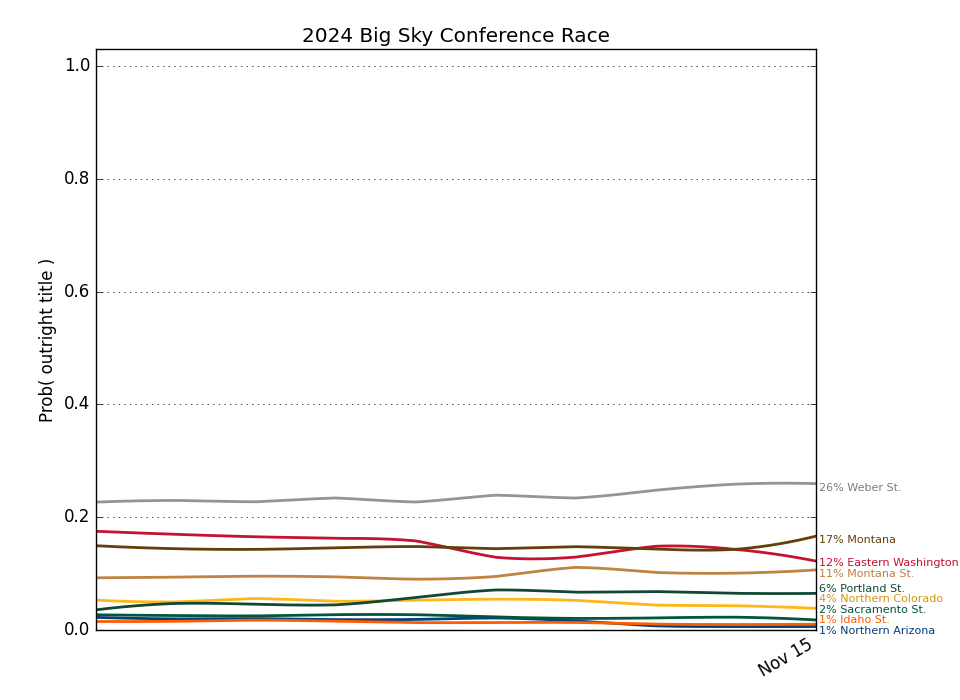 2024 Big Sky Conference Race
Prob( outright title )
1.0
0.8
0.6
0.4
0.2
0.0
26% Weber St.
17% Montana
12% Eastern Washington
11% Montana St.
6% Portland St.
4% Northern Colorado
2% Sacramento St.
1% Idaho St.
1% Northern Arizona
Nov 15